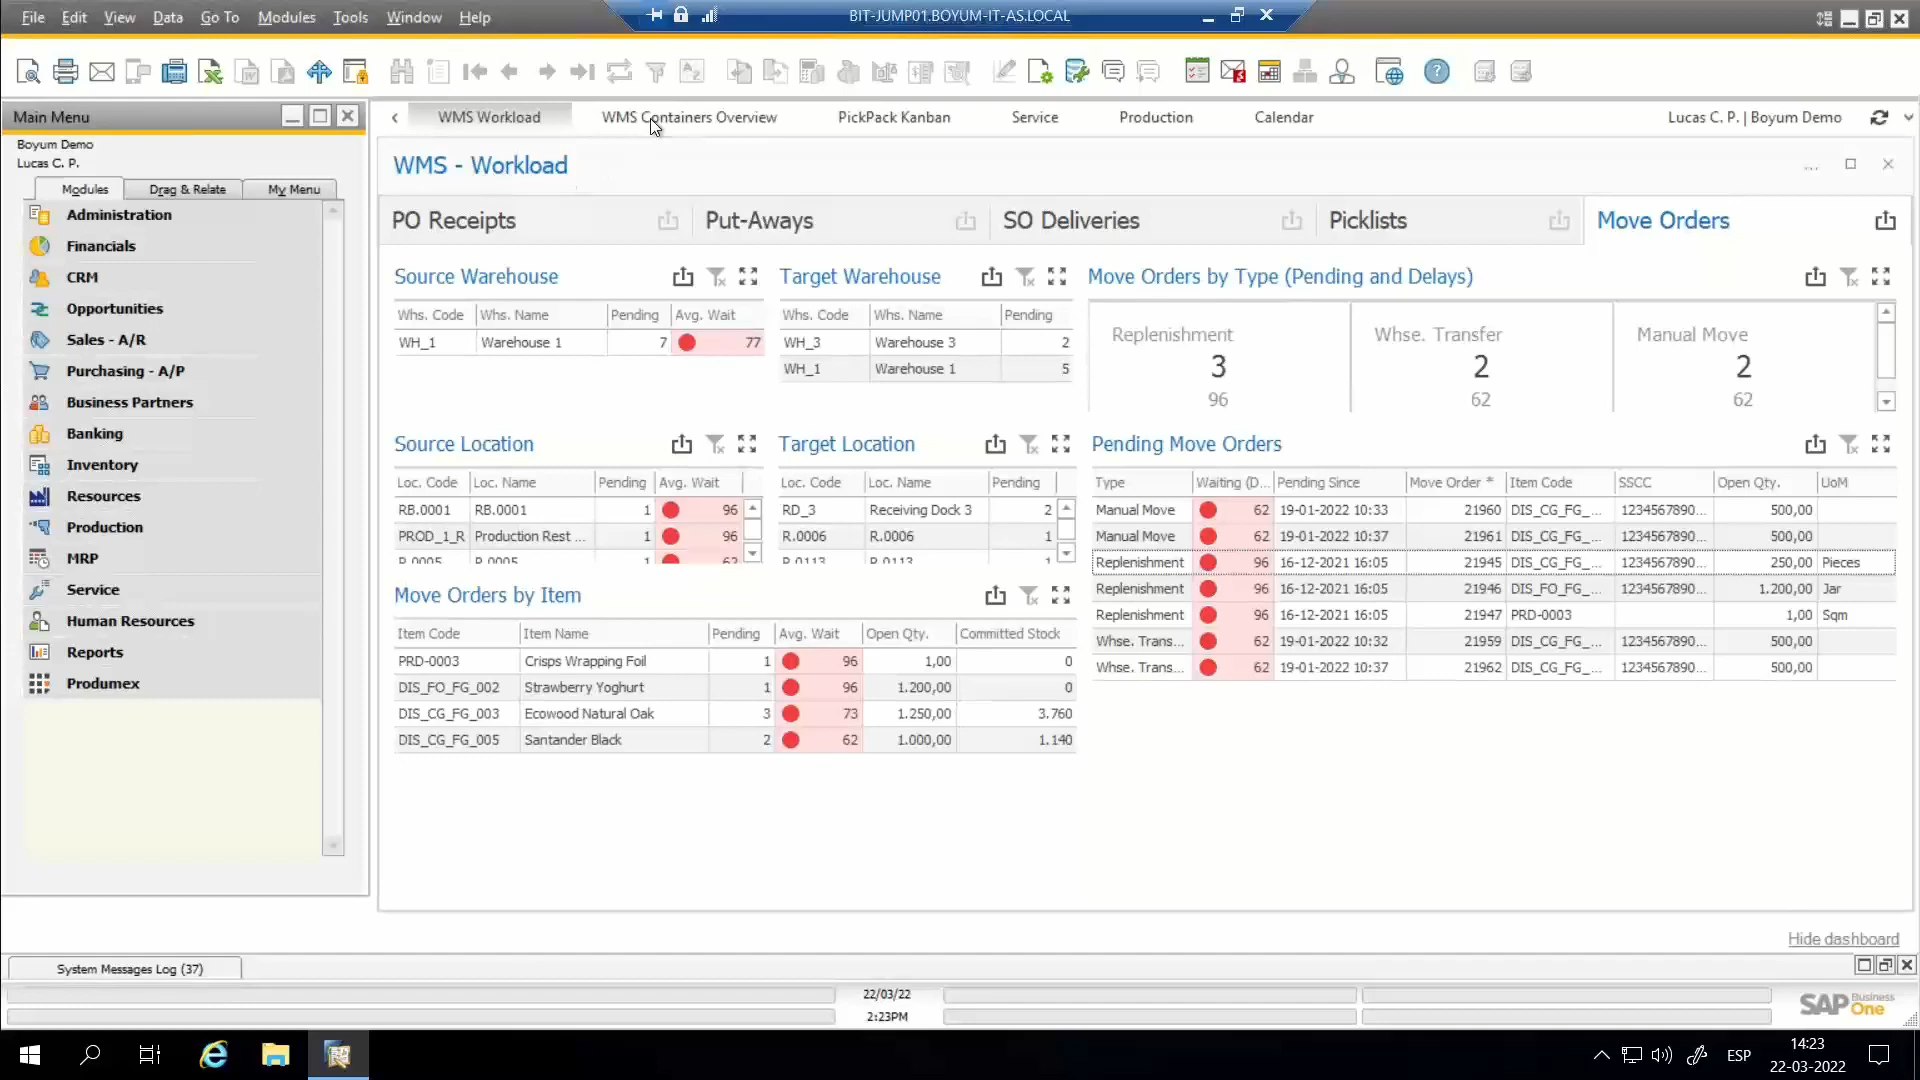 File Edit View Data Go To Modules Tools Window Help
BIT-JUMP01.BOYUM-IT-AS.LOCAL
Main Menu
Boyum Demo
Lucas C. P.
Modules Drag & Relate My Menu
Administration
Financials
CRM
Opportunities
Sales - A/R
Purchasing - A/P
Business Partners
Banking
Inventory
Resources
Production
MRP
Service
Human Resources
Reports
Produmex
WMS Workload WMS Containers Overview PickPack Kanban Service Production Calendar Lucas C. P. | Boyum Demo
WMS - Workload
PO Receipts Put-Aways SO Deliveries Picklists Move Orders
Source Warehouse
Whs. Code Whs. Name Pending Avg. Wait
WH_1 Warehouse 1 7 77
Target Warehouse
Whs. Code Whs. Name Pending
WH_3 Warehouse 3 2
WH_1 Warehouse 1 5
Move Orders by Type (Pending and Delays)
Replenishment Whse. Transfer Manual Move
3 2 2
96 62 62
Source Location
Loc. Code Loc. Name Pending Avg. Wait
RB.0001 RB.0001 1 96
PROD_1_R Production Rest ... 1 96
R.0005 R.0005 1 62
Target Location
Loc. Code Loc. Name Pending
RD_3 Receiving Dock 3 2
R.0006 R.0006 1
R.0113 R.0113 1
Pending Move Orders
Type Waiting (D... Pending Since Move Order * Item Code SSCC Open Qty. UoM
Manual Move 62 19-01-2022 10:33 21960 DIS_CG_FG_... 1234567890... 500,00
Manual Move 62 19-01-2022 10:37 21961 DIS_CG_FG_... 1234567890... 500,00
Replenishment 96 16-12-2021 16:05 21945 DIS_CG_FG_... 1234567890... 250,00 Pieces
Replenishment 96 16-12-2021 16:05 21946 DIS_FO_FG_... 1234567890... 1.200,00 Jar
Replenishment 96 16-12-2021 16:05 21947 PRD-0003 1,00 Sqm
Whse. Trans... 62 19-01-2022 10:32 21959 DIS_CG_FG_... 1234567890... 500,00
Whse. Trans... 62 19-01-2022 10:37 21962 DIS_CG_FG_... 1234567890... 500,00
Move Orders by Item
Item Code Item Name Pending Avg. Wait Open Qty. Committed Stock
PRD-0003 Crisps Wrapping Foil 1 96 1,00 0
DIS_FO_FG_002 Strawberry Yoghurt 1 96 1.200,00 0
DIS_CG_FG_003 Ecowood Natural Oak 3 73 1.250,00 3.760
DIS_CG_FG_005 Santander Black 2 62 1.000,00 1.140
Hide dashboard
System Messages Log (37)
22/03/22
2:23PM
SAP Business One
ESP
14:23
22-03-2022